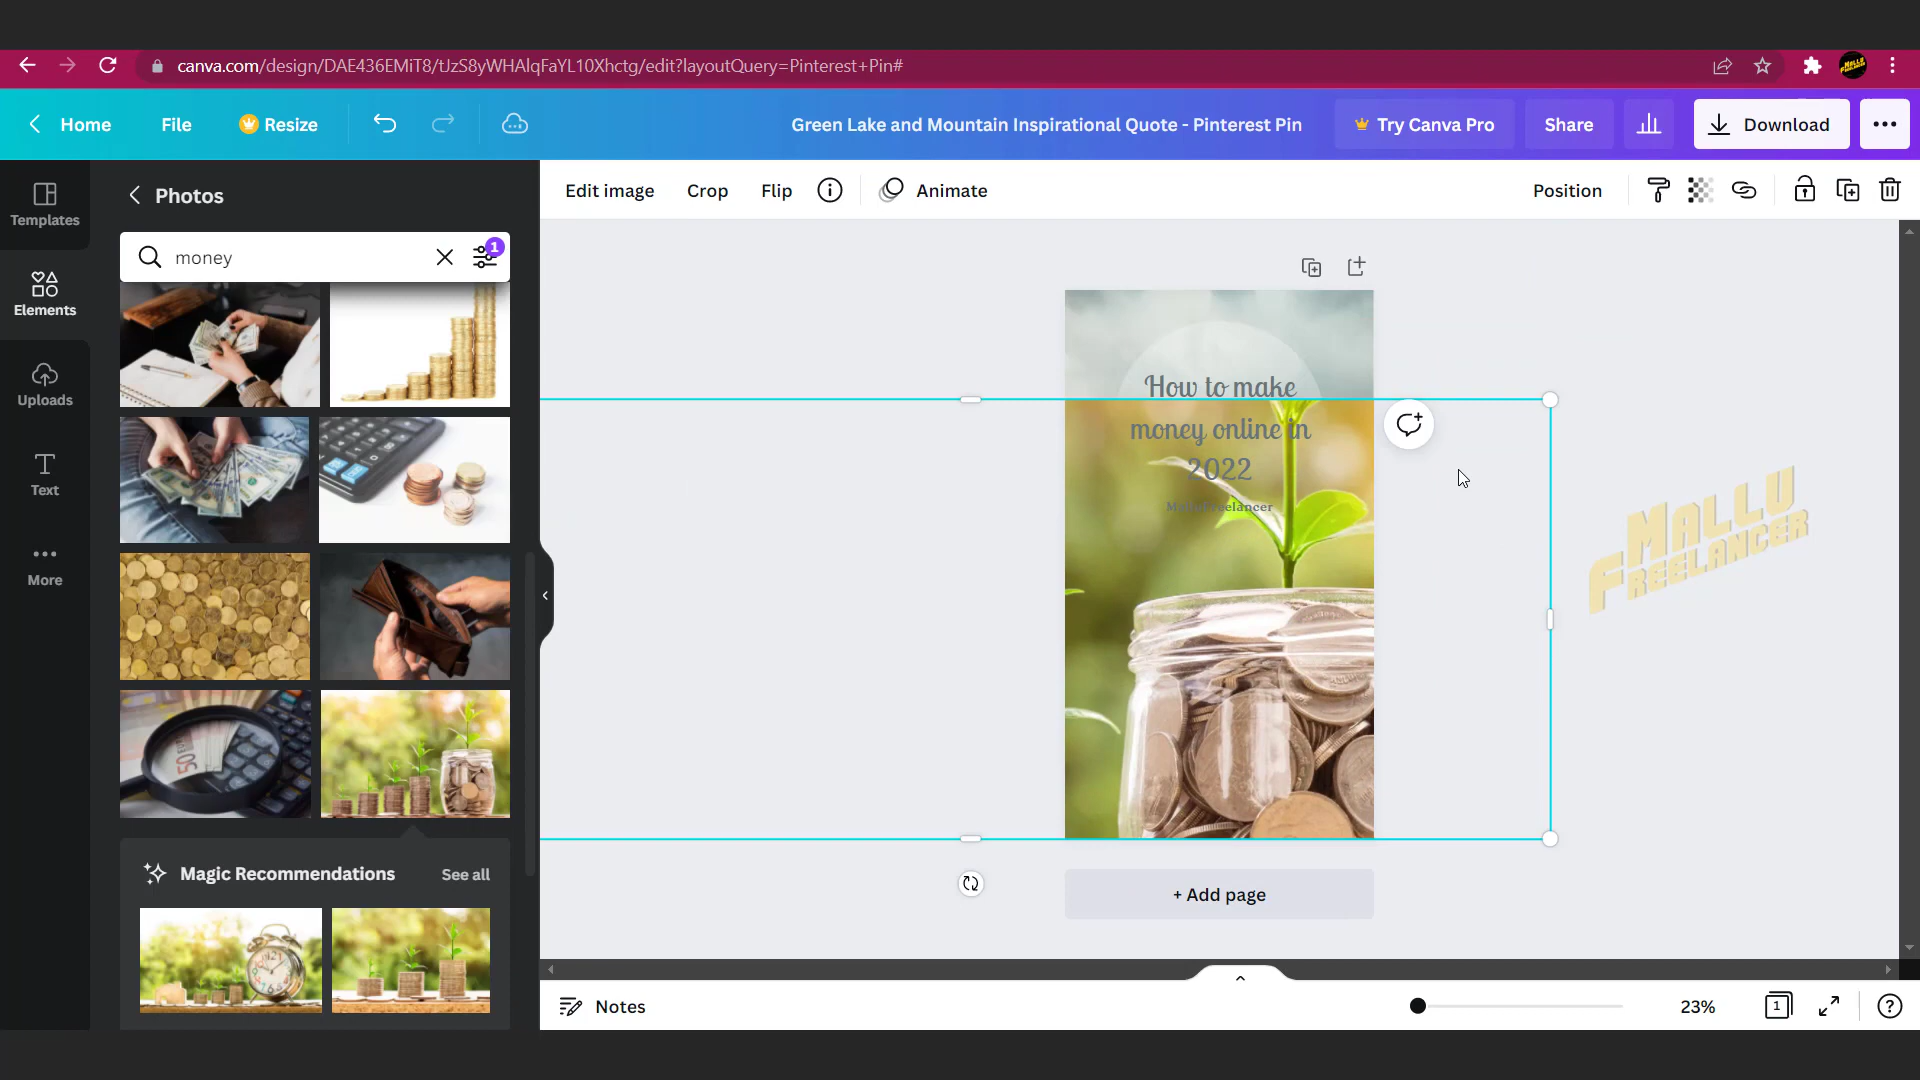 canva.com/design/DAE436EMiT8/tJzS8yWHAlqFaYL10Xhctg/edit?layoutQuery=Pinterest+Pin#
Home
File
Resize
Green Lake and Mountain Inspirational Quote - Pinterest Pin
Try Canva Pro
Share
Download
Templates
Elements
Uploads
Text
More
Photos
money
1
Edit image
Crop
Flip
Animate
Position
How to make
money online in
2022
MalluFreelancer
MALLU
FREELANCER
Magic Recommendations
See all
+ Add page
Notes
23%
1